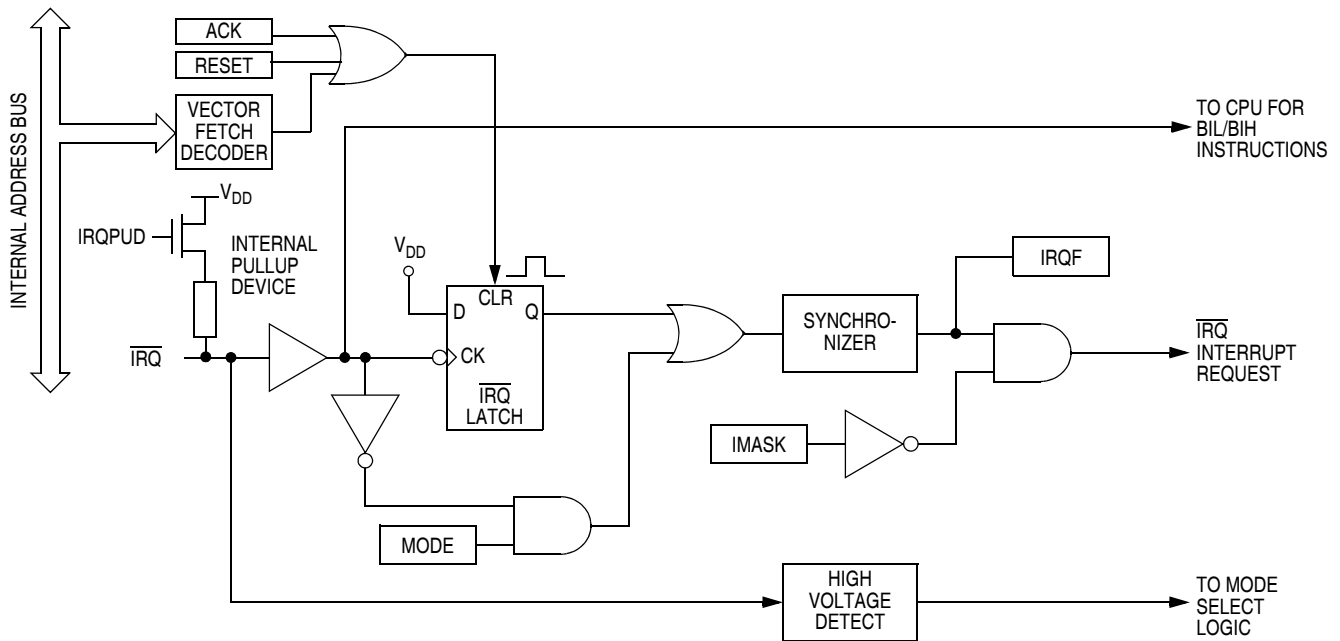 INTERNAL ADDRESS BUS
ACK
RESET
VECTOR
FETCH
DECODER
TO CPU FOR
BIL/BIH
INSTRUCTIONS
VDD
IRQPUD
INTERNAL
PULLUP
DEVICE
VDD
CLR
D
Q
CK
IRQ
LATCH
IRQ
SYNCHRO-
NIZER
IRQF
IRQ
INTERRUPT
REQUEST
IMASK
MODE
HIGH
VOLTAGE
DETECT
TO MODE
SELECT
LOGIC